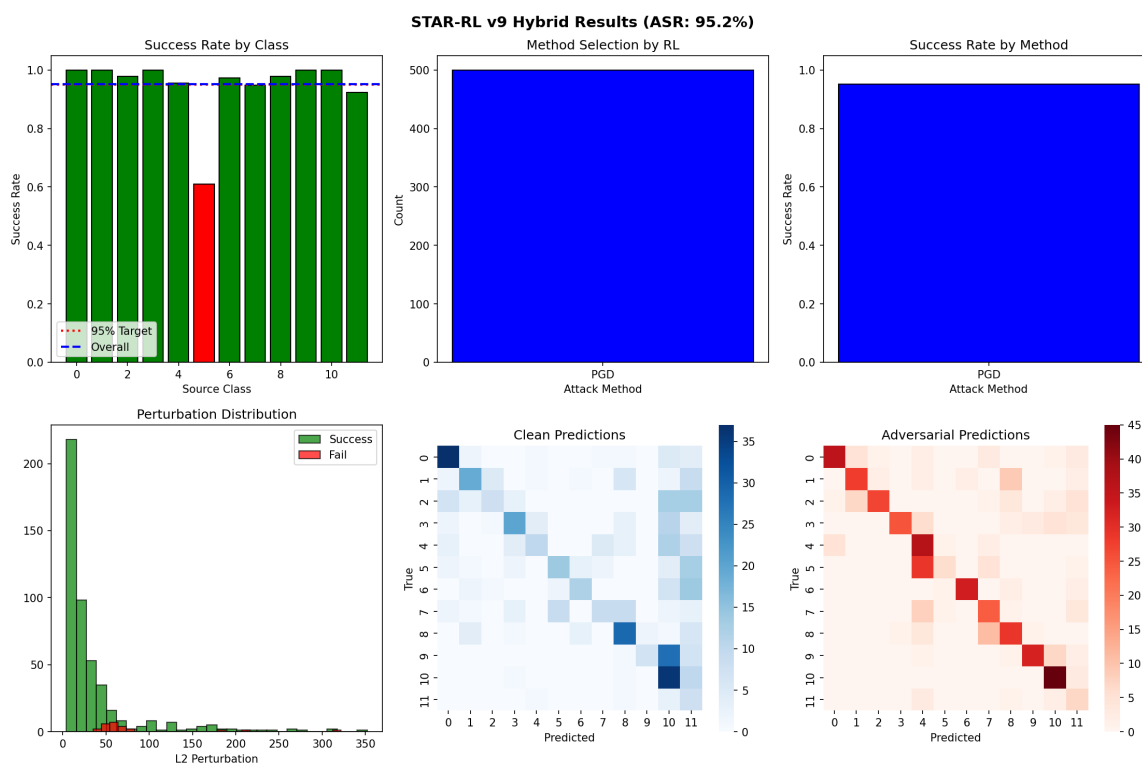 STAR-RL v9 Hybrid Results (ASR: 95.2%)
Success Rate by Class
1.0
0.8
0.6
0.4
0.2
0.0
Success Rate
95% Target
Overall
0 2 4 6 8 10
Source Class
Method Selection by RL
500
400
300
200
100
0
Count
PGD
Attack Method
Success Rate by Method
1.0
0.8
0.6
0.4
0.2
0.0
Success Rate
PGD
Attack Method
Perturbation Distribution
Success
Fail
200
150
100
50
0
0 50 100 150 200 250 300 350
L2 Perturbation
Clean Predictions
True
0
1
2
3
4
5
6
7
8
9
10
11
0 1 2 3 4 5 6 7 8 9 10 11
Predicted
35
30
25
20
15
10
5
0
Adversarial Predictions
True
0
1
2
3
4
5
6
7
8
9
10
11
0 1 2 3 4 5 6 7 8 9 10 11
Predicted
45
40
35
30
25
20
15
10
5
0